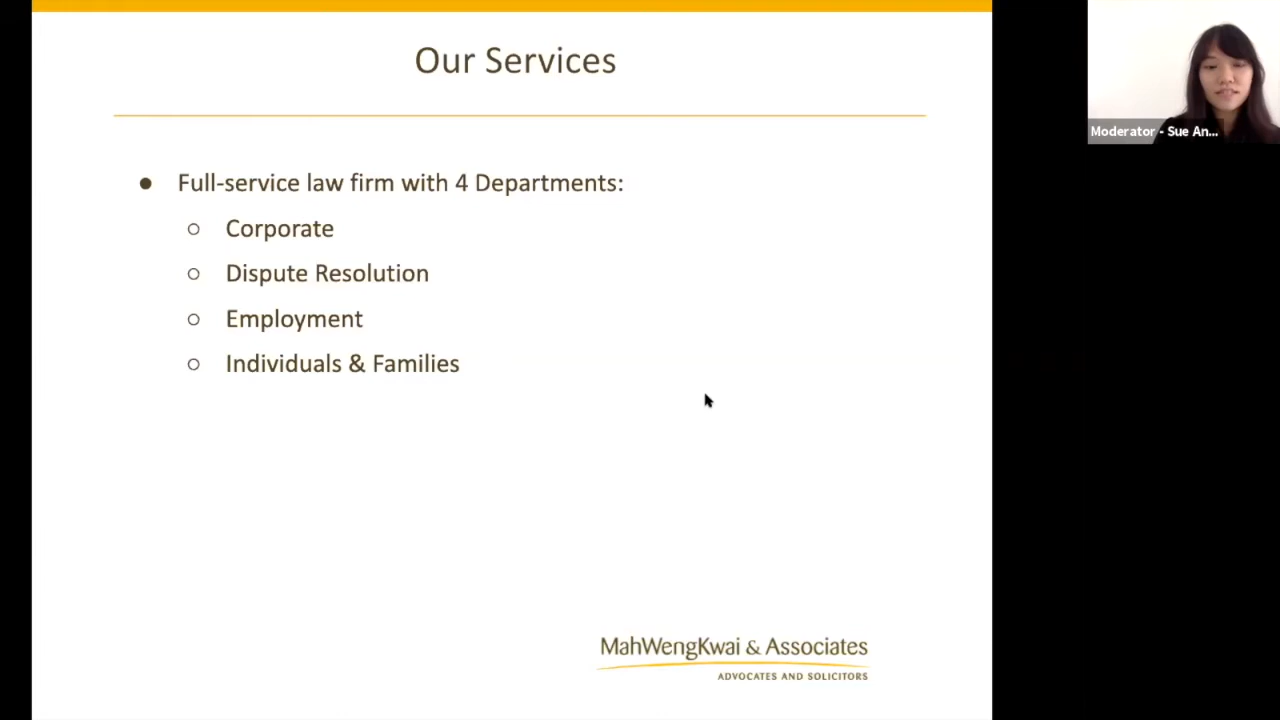 Our Services
Moderator - Sue An...
● Full-service law firm with 4 Departments:
○ Corporate
○ Dispute Resolution
○ Employment
○ Individuals & Families
MahWengKwai & Associates
ADVOCATES AND SOLICITORS